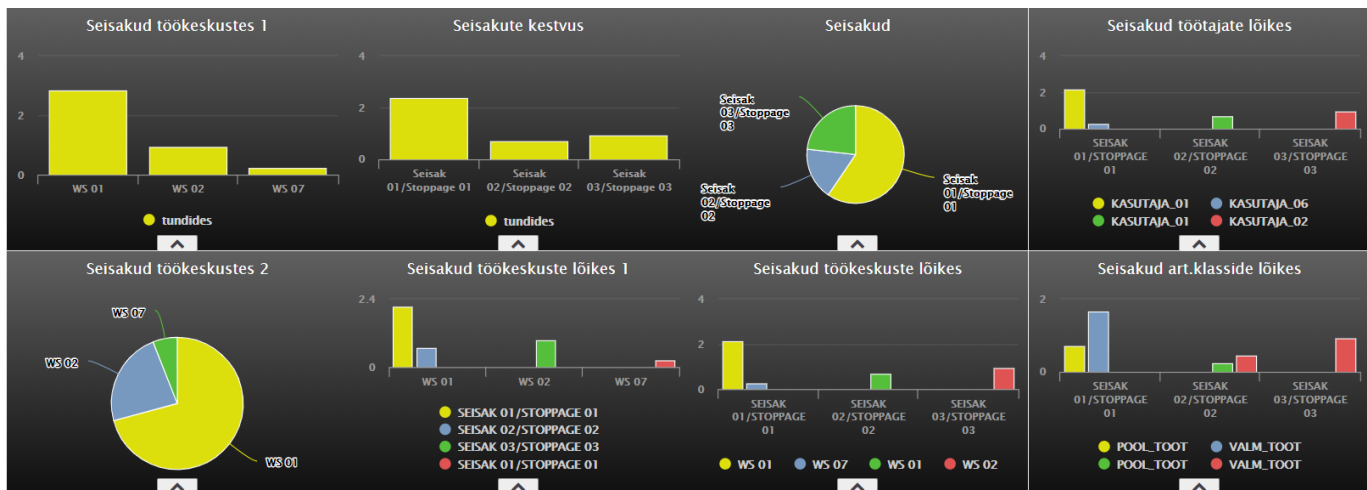 Seisakud töökeskustes 1
4
2
0
WS 01 WS 02 WS 07
tundides
Seisakute kestvus
4
2
0
Seisak Seisak Seisak
01/Stoppage 01 02/Stoppage 02 03/Stoppage 03
tundides
Seisakud
Seisak
03/Stoppage
03
Seisak
02/Stoppage
02
Seisak
01/Stoppage
01
Seisakud töötajate lõikes
4
2
0
SEISAK SEISAK SEISAK
01/STOPPAGE 02/STOPPAGE 03/STOPPAGE
01 02 03
KASUTAJA_01 KASUTAJA_06
KASUTAJA_01 KASUTAJA_02
Seisakud töökeskustes 2
WS 07
WS 02
WS 01
Seisakud töökeskuste lõikes 1
2.4
0
WS 01 WS 02 WS 07
SEISAK 01/STOPPAGE 01
SEISAK 02/STOPPAGE 02
SEISAK 03/STOPPAGE 03
SEISAK 01/STOPPAGE 01
Seisakud töökeskuste lõikes
4
2
0
SEISAK SEISAK SEISAK
01/STOPPAGE 02/STOPPAGE 03/STOPPAGE
01 02 03
WS 01 WS 07 WS 01 WS 02
Seisakud art.klasside lõikes
2
0
SEISAK SEISAK SEISAK
01/STOPPAGE 02/STOPPAGE 03/STOPPAGE
01 02 03
POOL_TOOT VALM_TOOT
POOL_TOOT VALM_TOOT